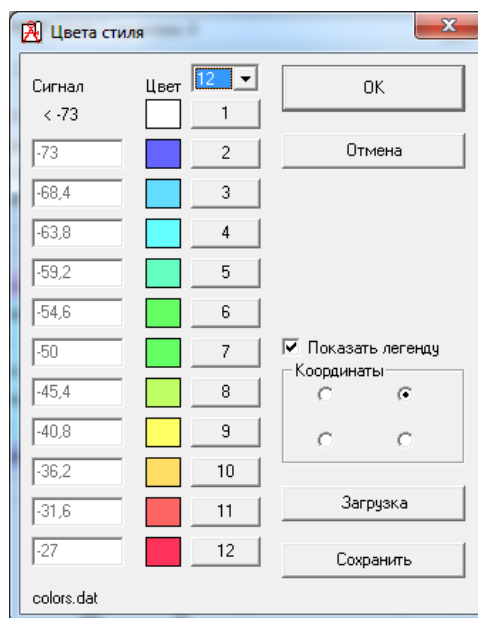 Цвета стиля
Сигнал Цвет 12 OK
< -73 1
-73 2 Отмена
-68,4 3
-63,8 4
-59,2 5
-54,6 6
-50 7 Показать легенду
Координаты
-45,4 8
-40,8 9
-36,2 10
-31,6 11 Загрузка
-27 12 Сохранить
colors.dat